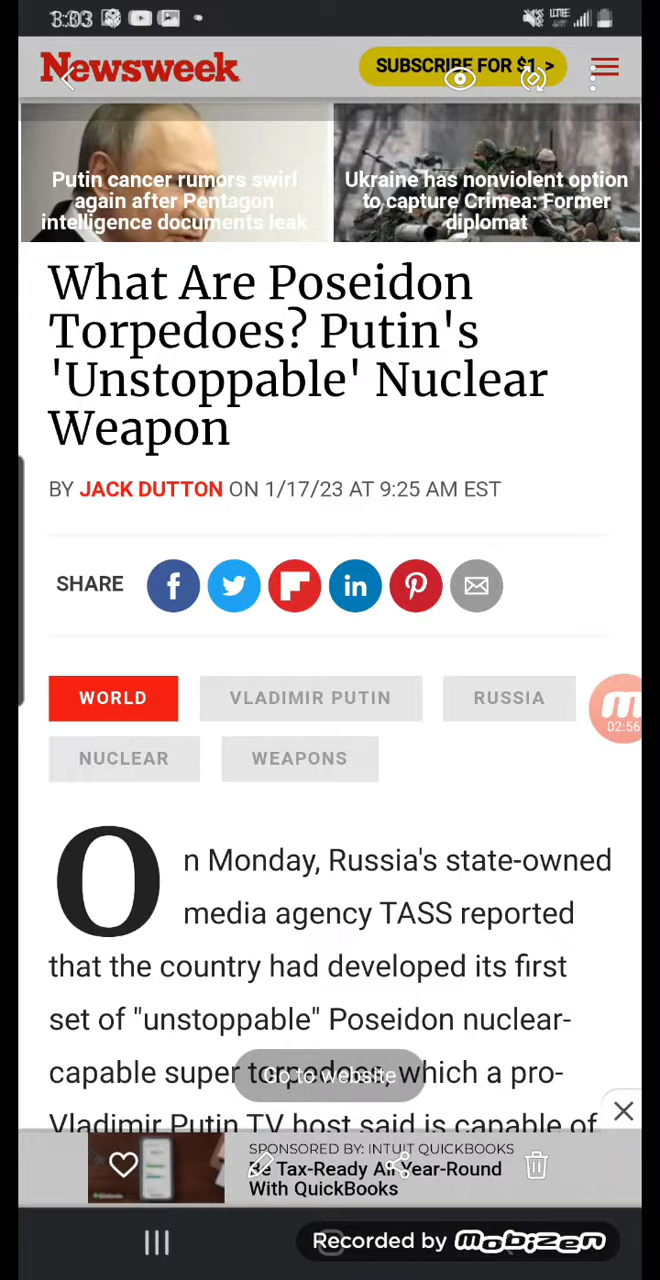 3:03
LTE
Newsweek
SUBSCRIBE FOR $1 >
Putin cancer rumors swirl
again after Pentagon
intelligence documents leak
Ukraine has nonviolent option
to capture Crimea: Former
diplomat
What Are Poseidon
Torpedoes? Putin's
'Unstoppable' Nuclear
Weapon
BY JACK DUTTON ON 1/17/23 AT 9:25 AM EST
SHARE
WORLD
VLADIMIR PUTIN
RUSSIA
02:56
NUCLEAR
WEAPONS
On Monday, Russia's state-owned
media agency TASS reported
that the country had developed its first
set of "unstoppable" Poseidon nuclear-
capable super torpedoes, which a pro-
Go to website
Vladimir Putin TV host said is capable of
SPONSORED BY: INTUIT QUICKBOOKS
Be Tax-Ready All Year-Round
With QuickBooks
Recorded by mobizen